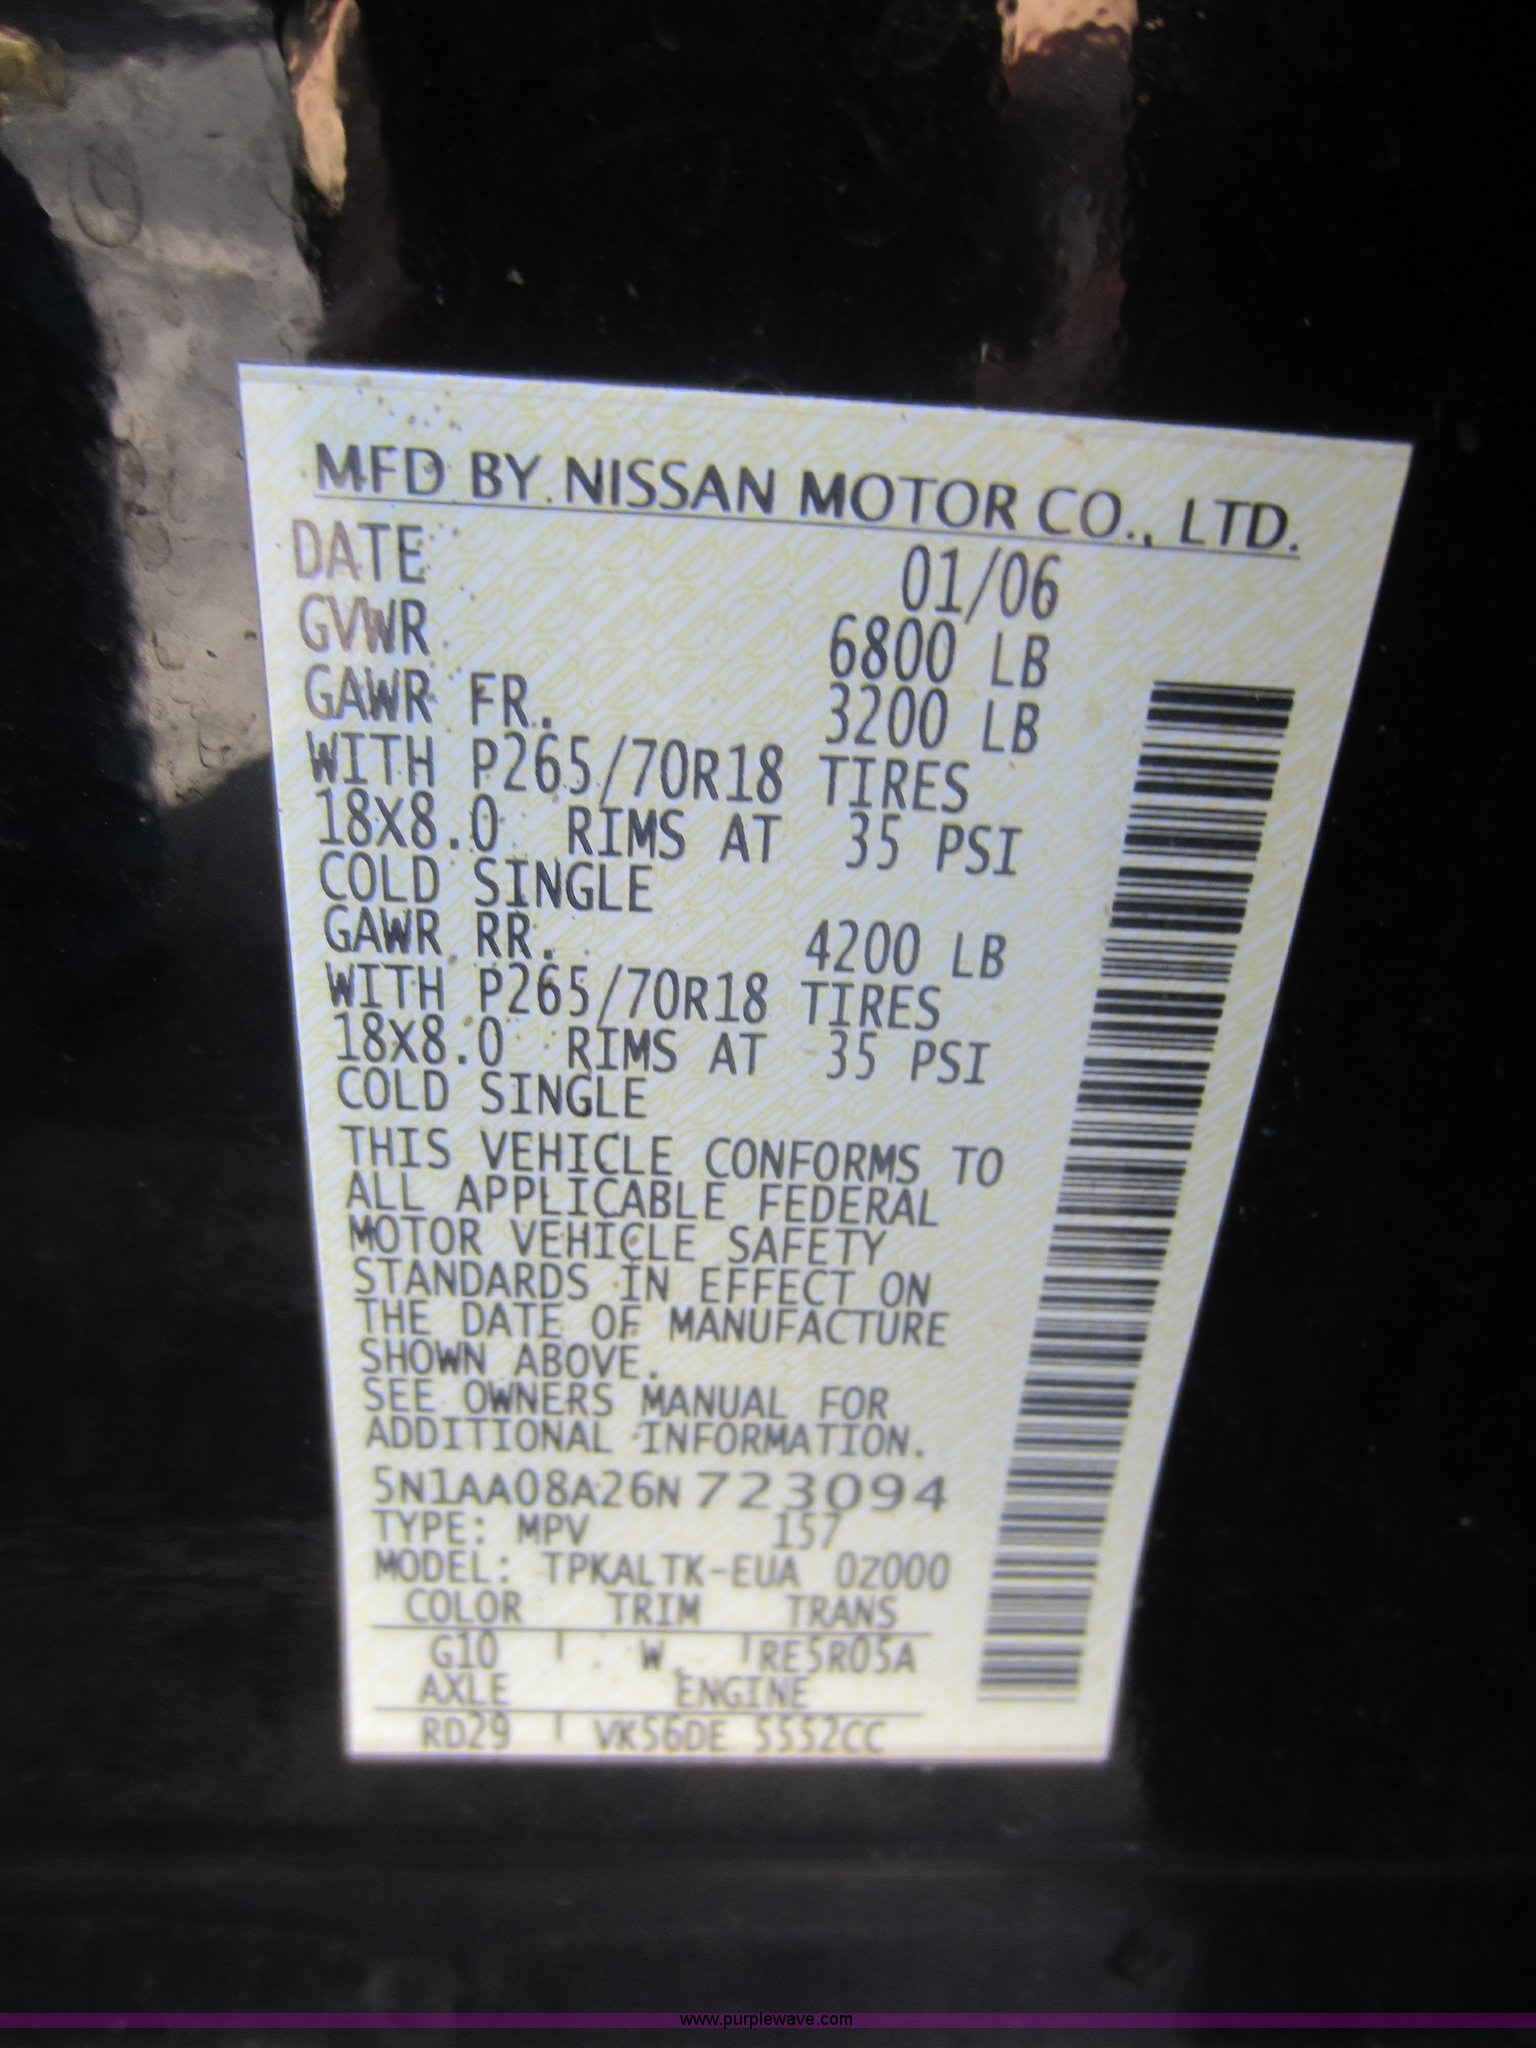 MFD BY NISSAN MOTOR CO., LTD.
DATE 01/06
GVWR 6800 LB
GAWR FR. 3200 LB
WITH P265/70R18 TIRES
18X8.0 RIMS AT 35 PSI
COLD SINGLE
GAWR RR. 4200 LB
WITH P265/70R18 TIRES
18X8.0 RIMS AT 35 PSI
COLD SINGLE
THIS VEHICLE CONFORMS TO
ALL APPLICABLE FEDERAL
MOTOR VEHICLE SAFETY
STANDARDS IN EFFECT ON
THE DATE OF MANUFACTURE
SHOWN ABOVE.
SEE OWNERS MANUAL FOR
ADDITIONAL INFORMATION.
5N1AA08A26N723094
TYPE: MPV 157
MODEL: TPKALTK-EUA 0Z000
COLOR TRIM TRANS
G10 W RE5R05A
AXLE ENGINE
RD29 VK56DE 5552CC
www.purplewave.com